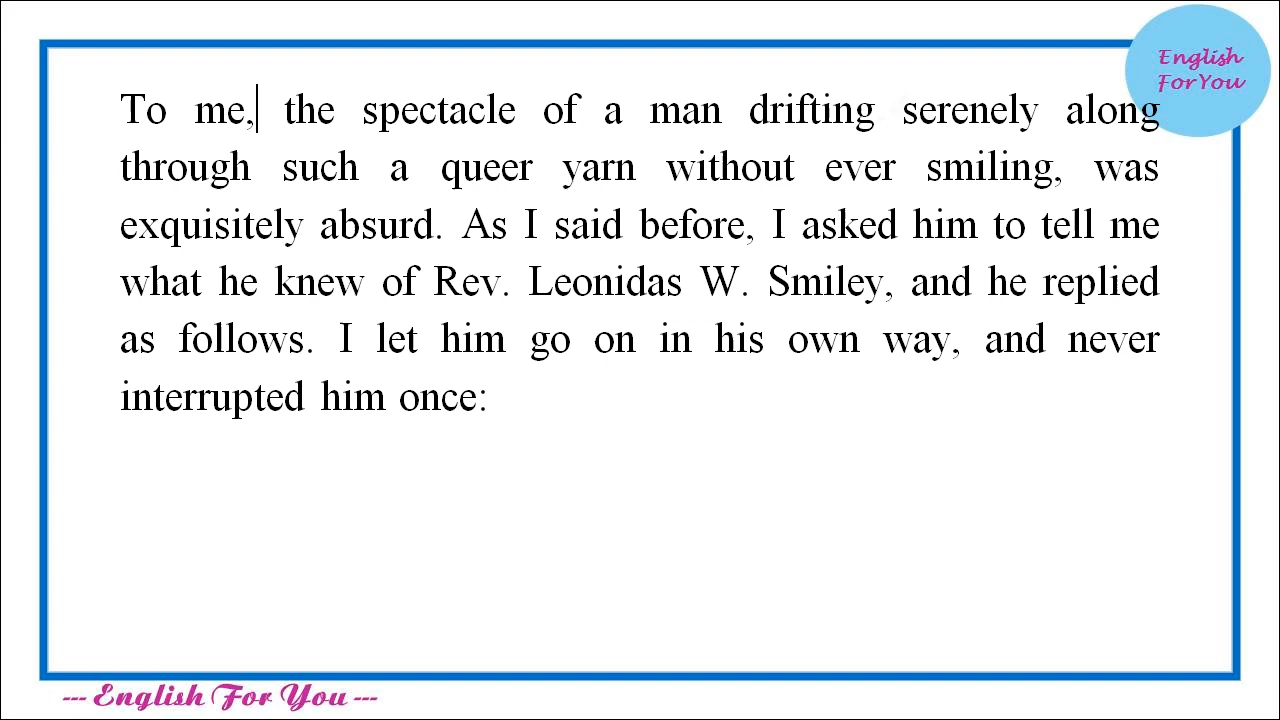 English
ForYou
To me, the spectacle of a man drifting serenely along
through such a queer yarn without ever smiling, was
exquisitely absurd. As I said before, I asked him to tell me
what he knew of Rev. Leonidas W. Smiley, and he replied
as follows. I let him go on in his own way, and never
interrupted him once:
--- English For You ---